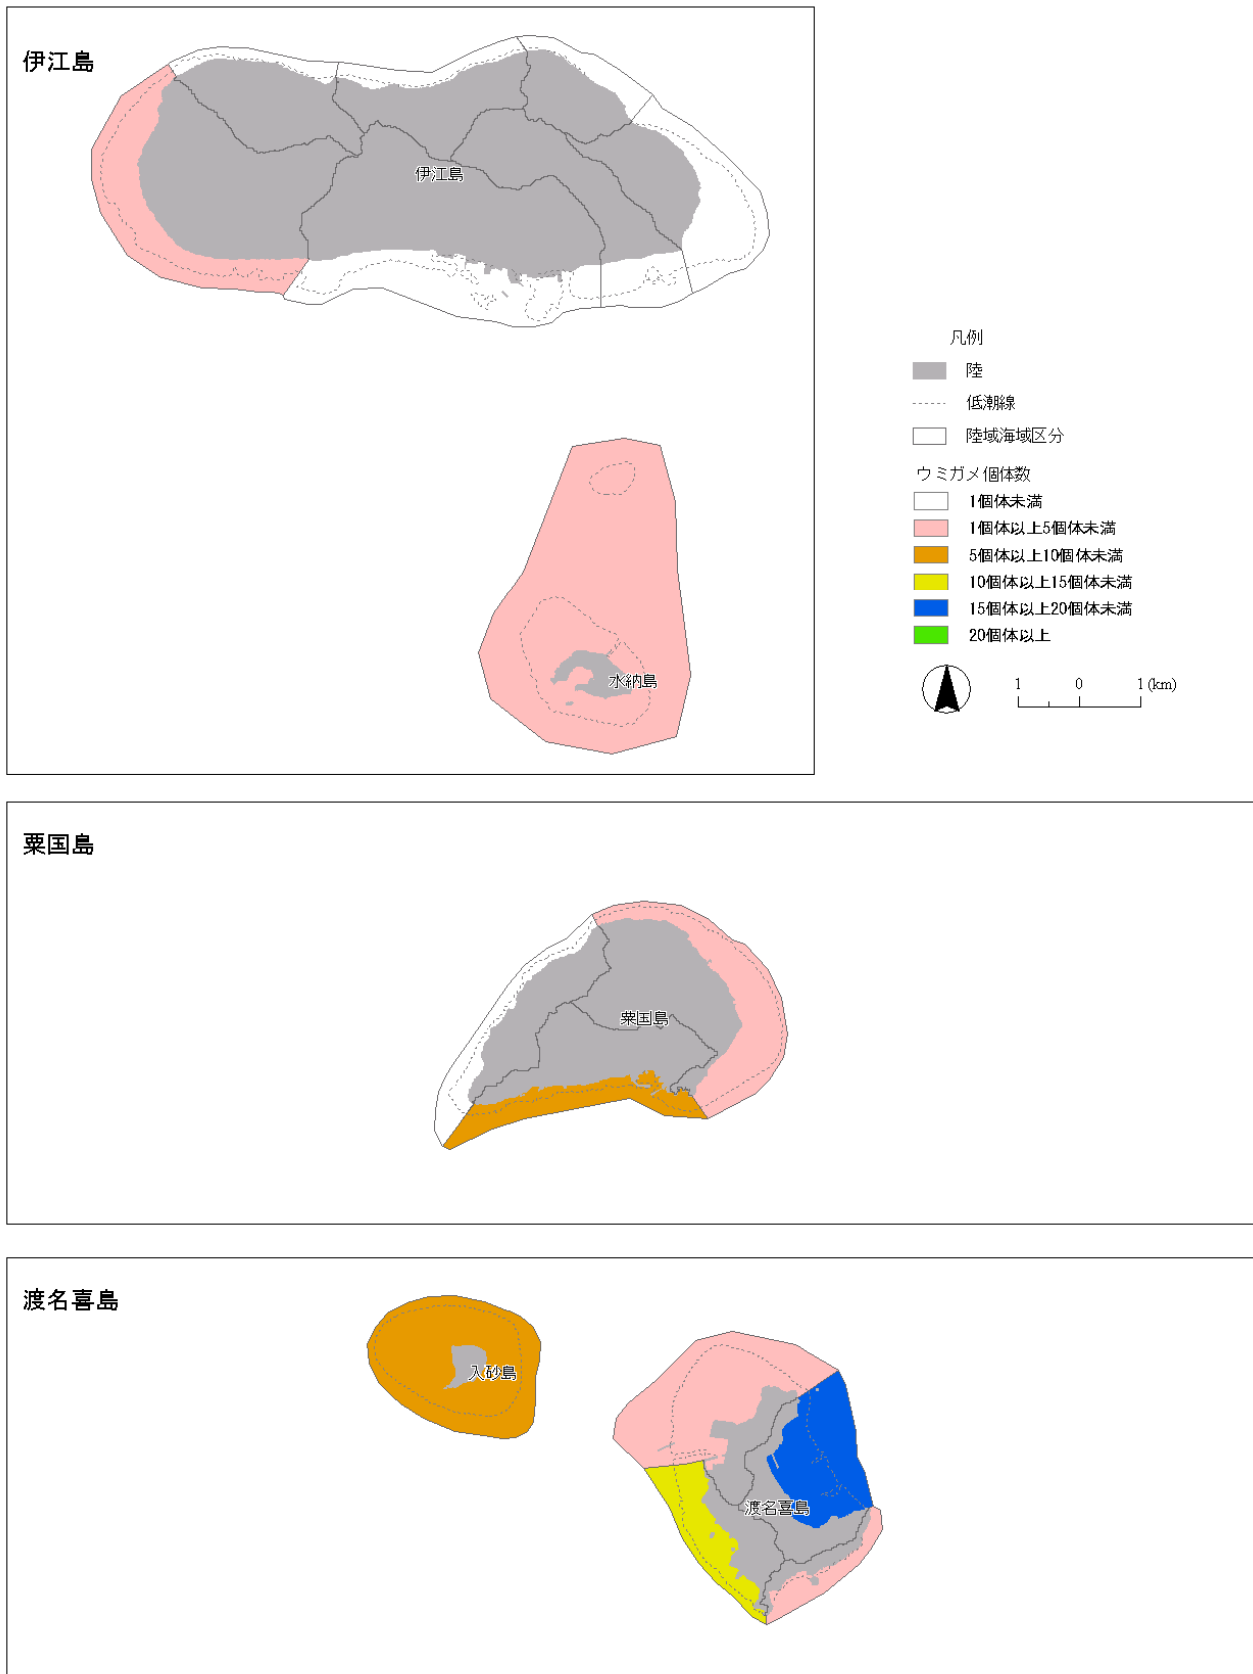 伊江島
伊江島
水納島
凡例
陸
低潮線
陸域海域区分
ウミガメ個体数
1個体未満
1個体以上5個体未満
5個体以上10個体未満
10個体以上15個体未満
15個体以上20個体未満
20個体以上
1 0 1 (km)
粟国島
粟国島
渡名喜島
入砂島
渡名喜島